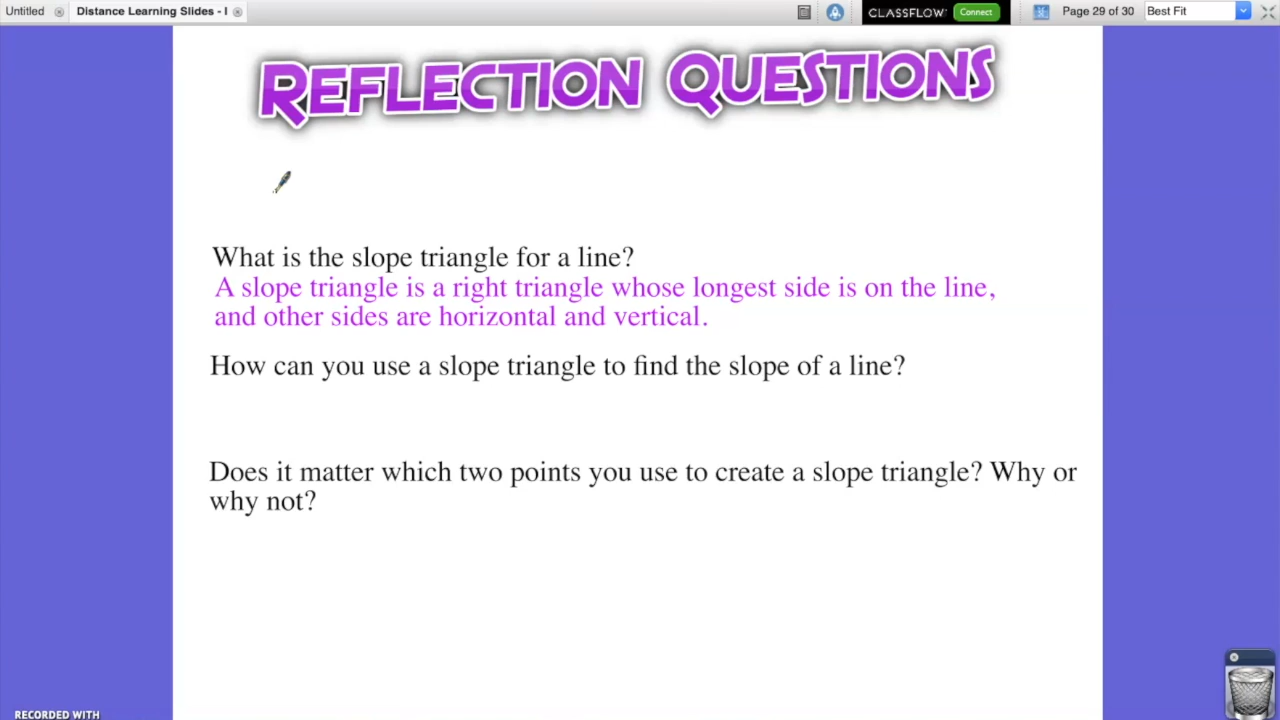 Untitled
Distance Learning Slides - I
CLASSFLOW
Connect
Page 29 of 30
Best Fit
REFLECTION QUESTIONS
What is the slope triangle for a line?
A slope triangle is a right triangle whose longest side is on the line,
and other sides are horizontal and vertical.
How can you use a slope triangle to find the slope of a line?
Does it matter which two points you use to create a slope triangle? Why or
why not?
RECORDED WITH